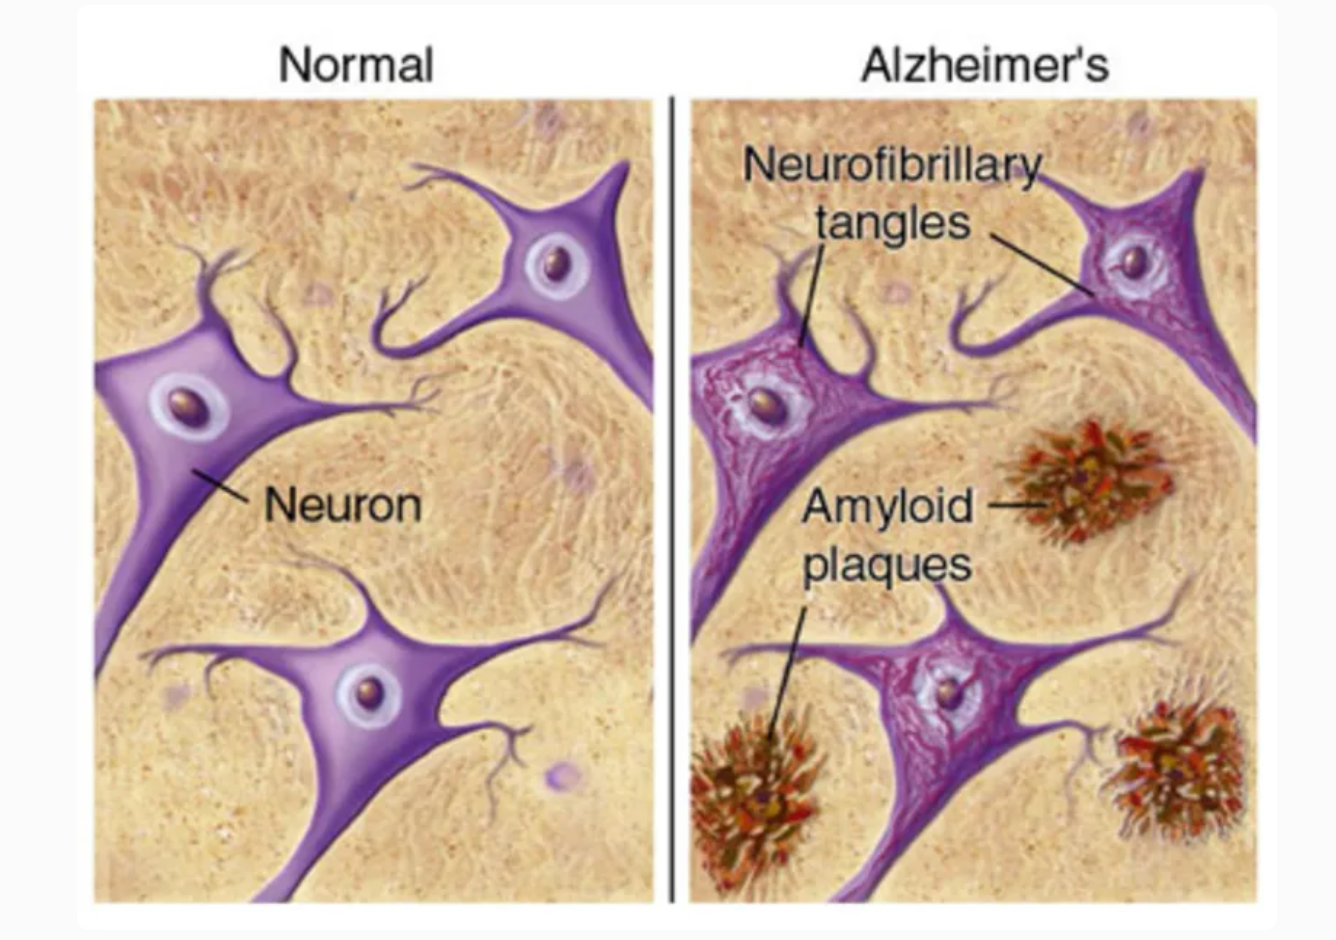 Normal
Neuron
Alzheimer's
Neurofibrillary
tangles
Amyloid
plaques